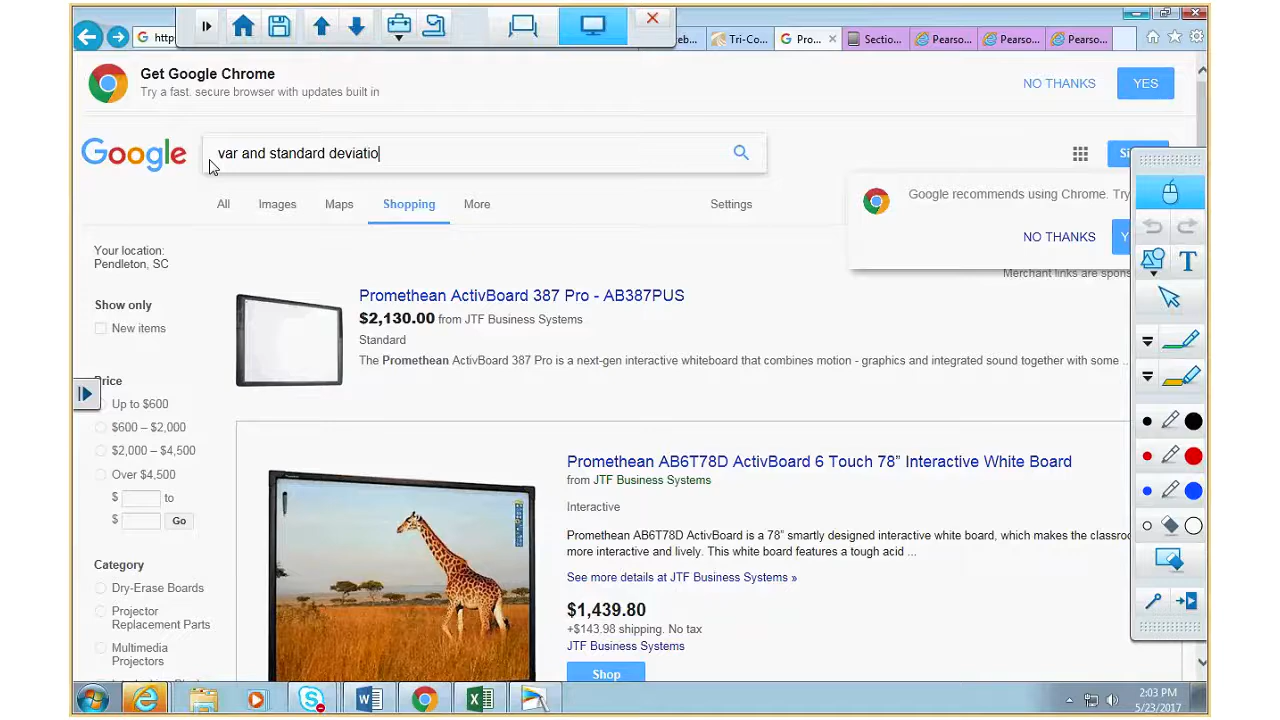 http
eb...
Tri-Co...
Pro...
Sectio...
Pearso...
Pearso...
Pearso...
Get Google Chrome
Try a fast. secure browser with updates built in
NO THANKS
YES
Google
var and standard deviatio
Si
All
Images
Maps
Shopping
More
Settings
Google recommends using Chrome. Try
NO THANKS
Y
Merchant links are spons
Your location:
Pendleton, SC
Show only
New items
Price
Up to $600
$600 – $2,000
$2,000 – $4,500
Over $4,500
$
to
$
Go
Category
Dry-Erase Boards
Projector
Replacement Parts
Multimedia
Projectors
Promethean ActivBoard 387 Pro - AB387PUS
$2,130.00 from JTF Business Systems
Standard
The Promethean ActivBoard 387 Pro is a next-gen interactive whiteboard that combines motion - graphics and integrated sound together with some ...
Promethean AB6T78D ActivBoard 6 Touch 78” Interactive White Board
from JTF Business Systems
Interactive
Promethean AB6T78D ActivBoard is a 78” smartly designed interactive white board, which makes the classroo
more interactive and lively. This white board features a tough acid ...
See more details at JTF Business Systems »
$1,439.80
+$143.98 shipping. No tax
JTF Business Systems
Shop
T
2:03 PM
5/23/2017